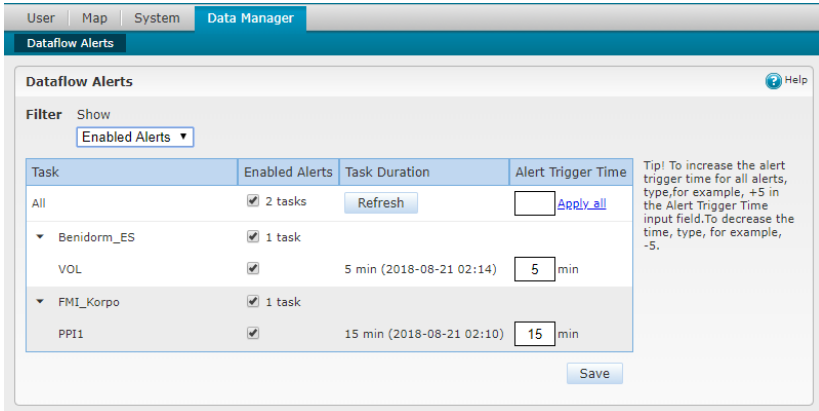 User Map System Data Manager
Dataflow Alerts
Dataflow Alerts
? Help
Filter Show
Enabled Alerts
Task Enabled Alerts Task Duration Alert Trigger Time
All 2 tasks Refresh Apply all
Benidorm_ES 1 task
VOL 5 min (2018-08-21 02:14) 5 min
FMI_Korpo 1 task
PPI1 15 min (2018-08-21 02:10) 15 min
Save
Tip! To increase the alert
trigger time for all alerts,
type,for example, +5 in
the Alert Trigger Time
input field.To decrease the
time, type, for example,
-5.